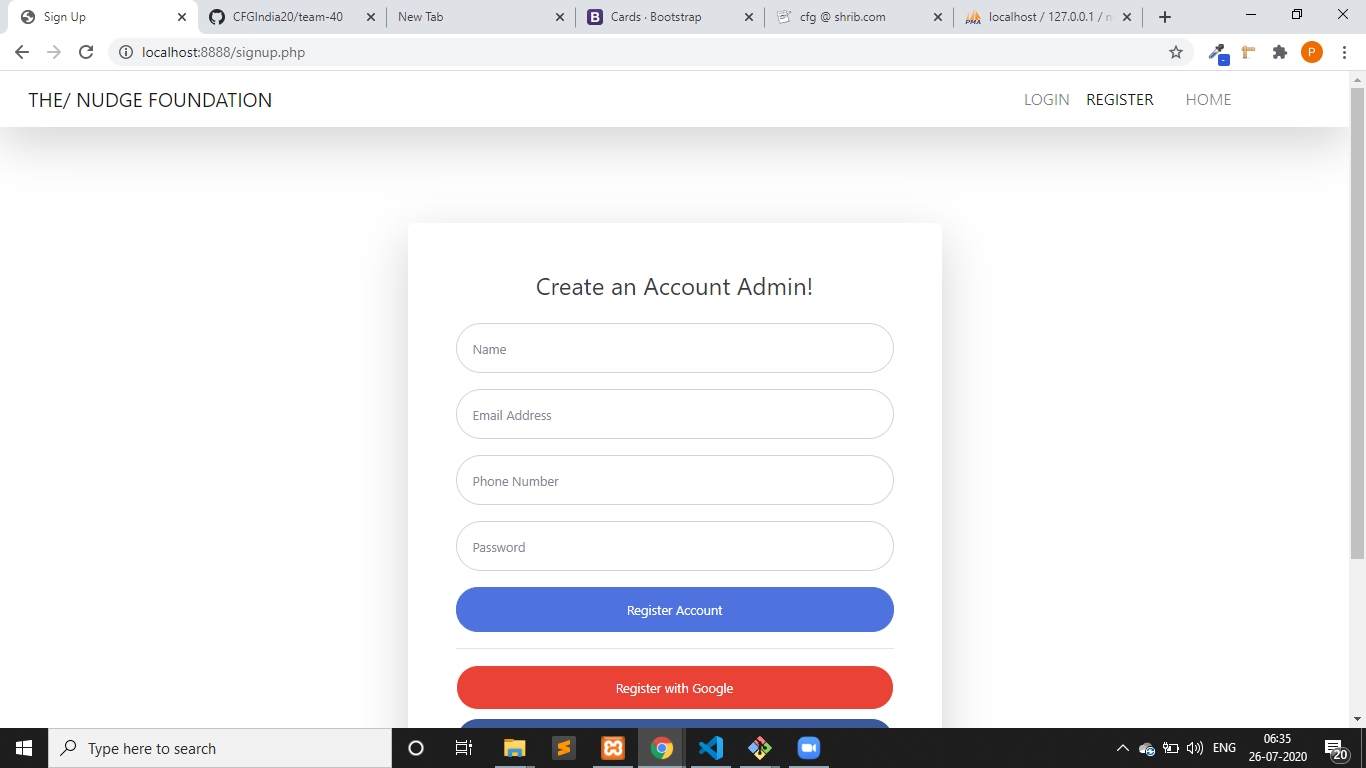 Sign Up
CFGIndia20/team-40
New Tab
Cards · Bootstrap
cfg @ shrib.com
localhost / 127.0.0.1 /
localhost:8888/signup.php
P
THE/ NUDGE FOUNDATION
LOGIN REGISTER HOME
Create an Account Admin!
Name
Email Address
Phone Number
Password
Register Account
Register with Google
Type here to search
ENG
06:35
26-07-2020
20